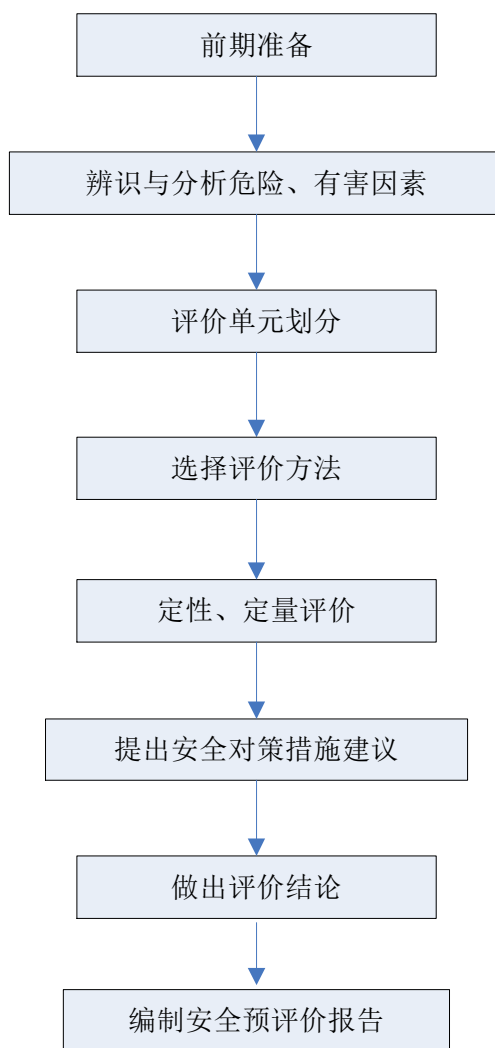 前期准备
辨识与分析危险、有害因素
评价单元划分
选择评价方法
定性、定量评价
提出安全对策措施建议
做出评价结论
编制安全预评价报告